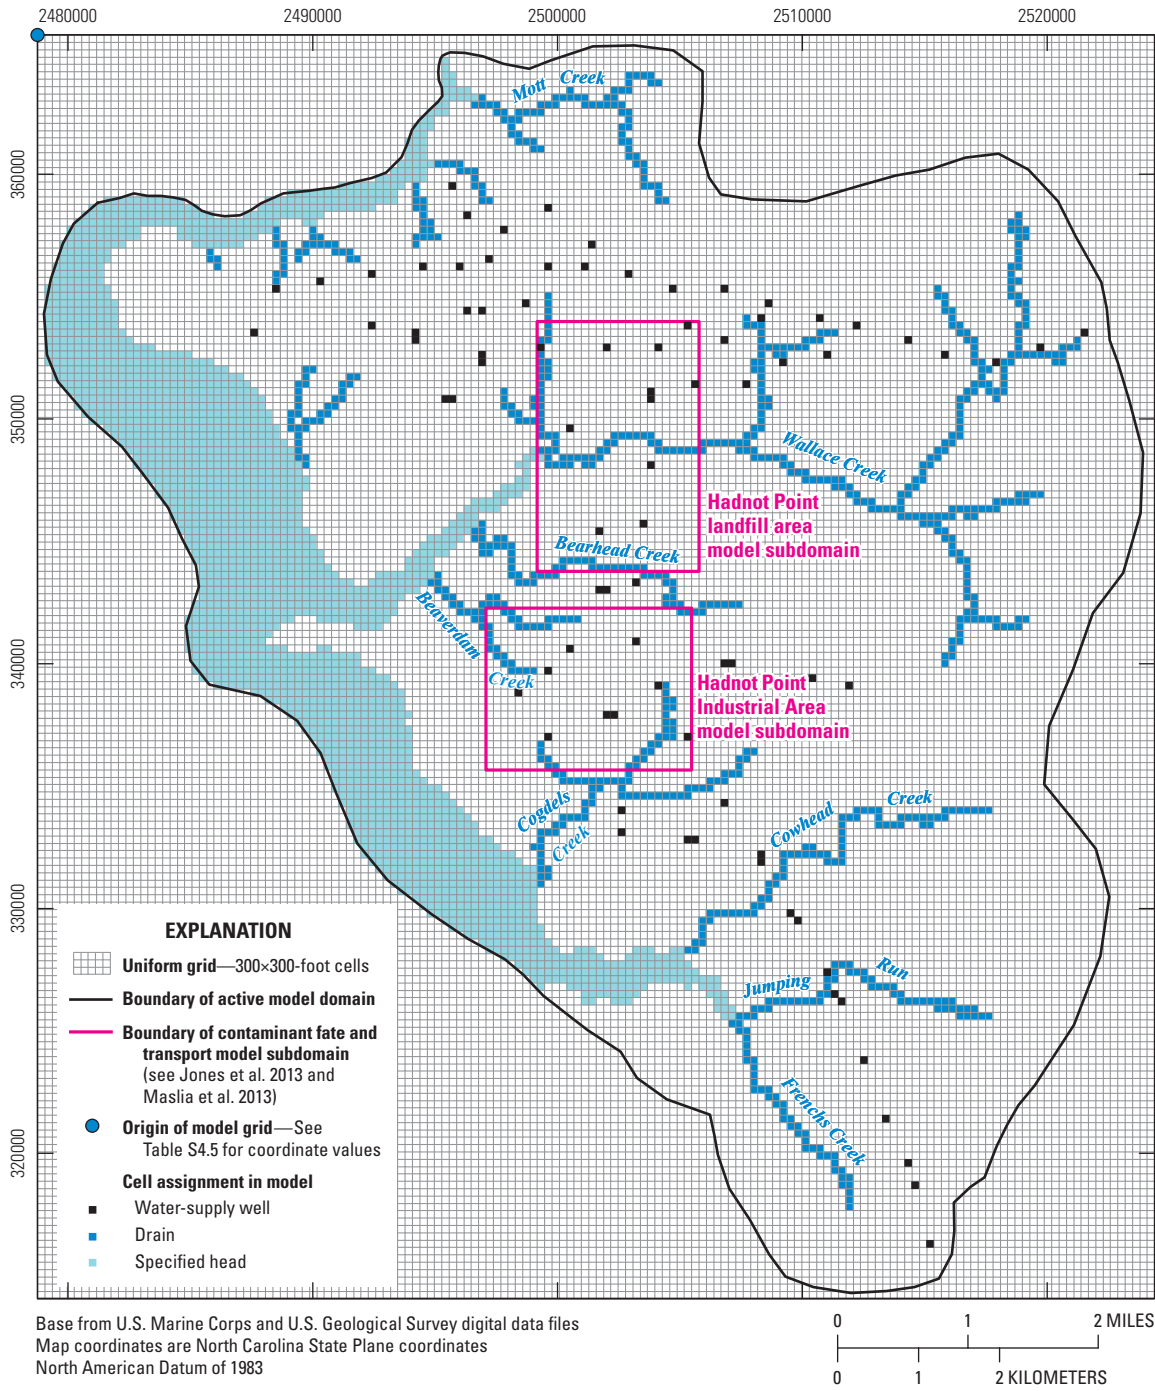 2480000 2490000 2500000 2510000 2520000
360000
350000
340000
330000
320000
Mott Creek
Wallace Creek
Hadnot Point
landfill area
model subdomain
Bearhead Creek
Beaverdam
Creek
Hadnot Point
Industrial Area
model subdomain
Cogdels
Creek
Cowhead Creek
Jumping Run
Frenchs Creek
EXPLANATION
Uniform grid—300×300-foot cells
Boundary of active model domain
Boundary of contaminant fate and
transport model subdomain
(see Jones et al. 2013 and
Maslia et al. 2013)
Origin of model grid—See
Table S4.5 for coordinate values
Cell assignment in model
Water-supply well
Drain
Specified head
Base from U.S. Marine Corps and U.S. Geological Survey digital data files
Map coordinates are North Carolina State Plane coordinates
North American Datum of 1983
0 1 2 MILES
0 1 2 KILOMETERS